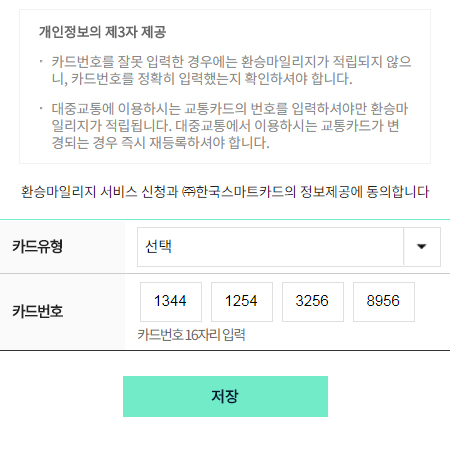 개인정보의 제3자 제공
· 카드번호를 잘못 입력한 경우에는 환승마일리지가 적립되지 않으
니, 카드번호를 정확히 입력했는지 확인하셔야 합니다.
· 대중교통에 이용하시는 교통카드의 번호를 입력하셔야만 환승마
일리지가 적립됩니다. 대중교통에서 이용하시는 교통카드가 변
경되는 경우 즉시 재등록하셔야 합니다.
환승마일리지 서비스 신청과 ㈜한국스마트카드의 정보제공에 동의합니다
카드유형 선택
카드번호 1344 1254 3256 8956
카드번호 16자리 입력
저장